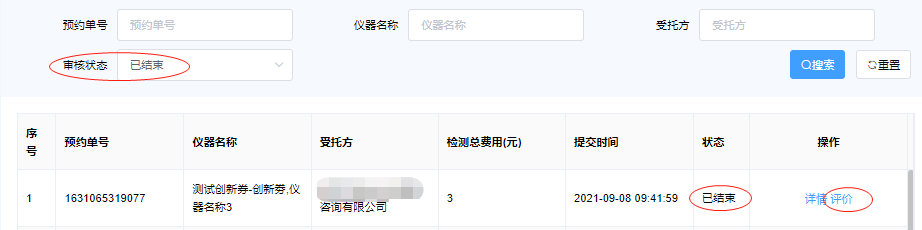 预约单号 预约单号 仪器名称 仪器名称 受托方 受托方
审核状态 已结束 搜索 重置
序号 预约单号 仪器名称 受托方 检测总费用(元) 提交时间 状态 操作
1 1631065319077 测试创新券-创新劵,仪器名称3 咨询有限公司 3 2021-09-08 09:41:59 已结束 详情 评价